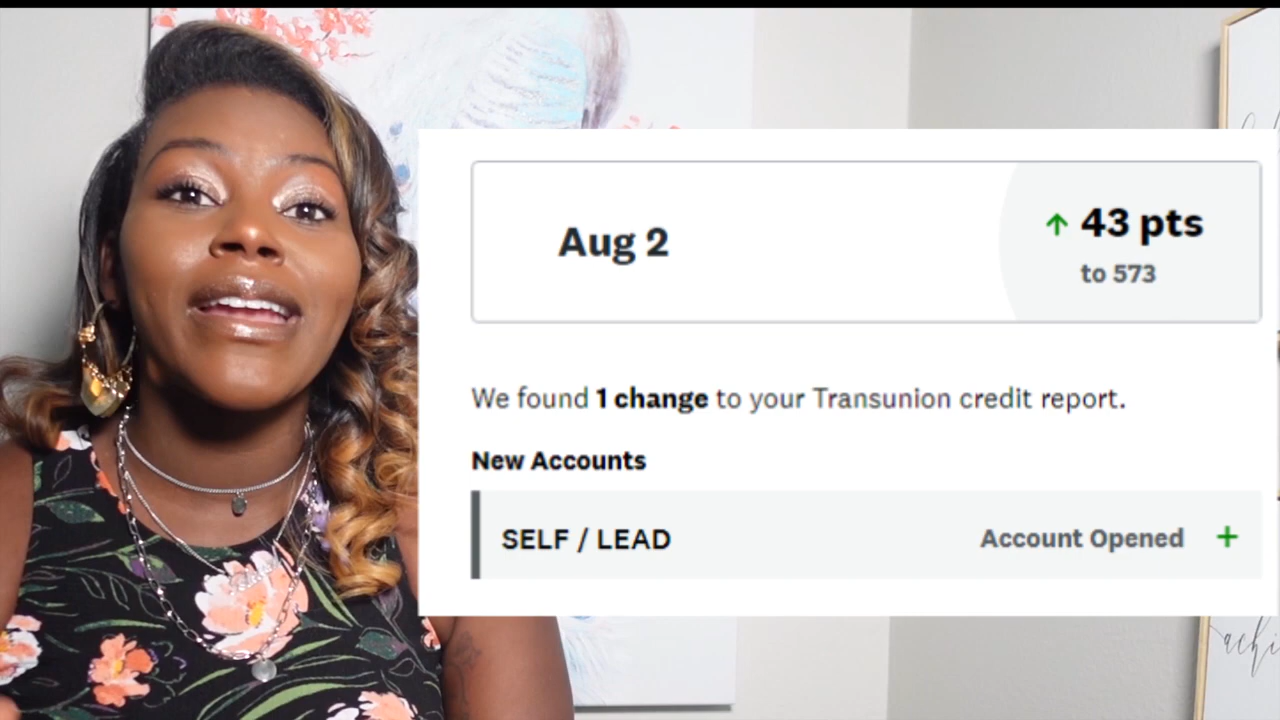 Aug 2
↑ 43 pts
to 573
We found 1 change to your Transunion credit report.
New Accounts
SELF / LEAD
Account Opened +